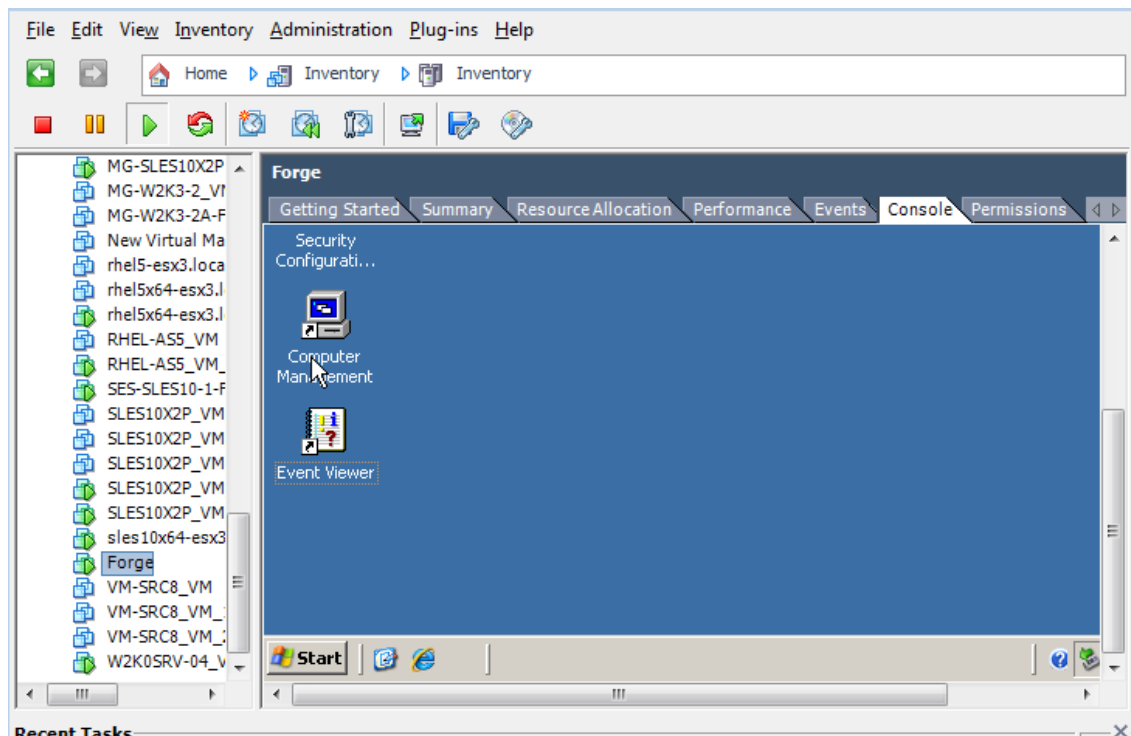 File Edit View Inventory Administration Plug-ins Help
Home Inventory Inventory
MG-SLES10X2P
MG-W2K3-2_VM
MG-W2K3-2A-F
New Virtual Ma
rhel5-esx3.loca
rhel5x64-esx3.l
rhel5x64-esx3.l
RHEL-AS5_VM
RHEL-AS5_VM_
SES-SLES10-1-F
SLES10X2P_VM
SLES10X2P_VM
SLES10X2P_VM
SLES10X2P_VM
SLES10X2P_VM
sles10x64-esx3
Forge
VM-SRC8_VM
VM-SRC8_VM_
VM-SRC8_VM_2
W2K0SRV-04_V
Forge
Getting Started Summary Resource Allocation Performance Events Console Permissions
Security
Configurati...
Computer
Management
Event Viewer
Start
Recent Tasks